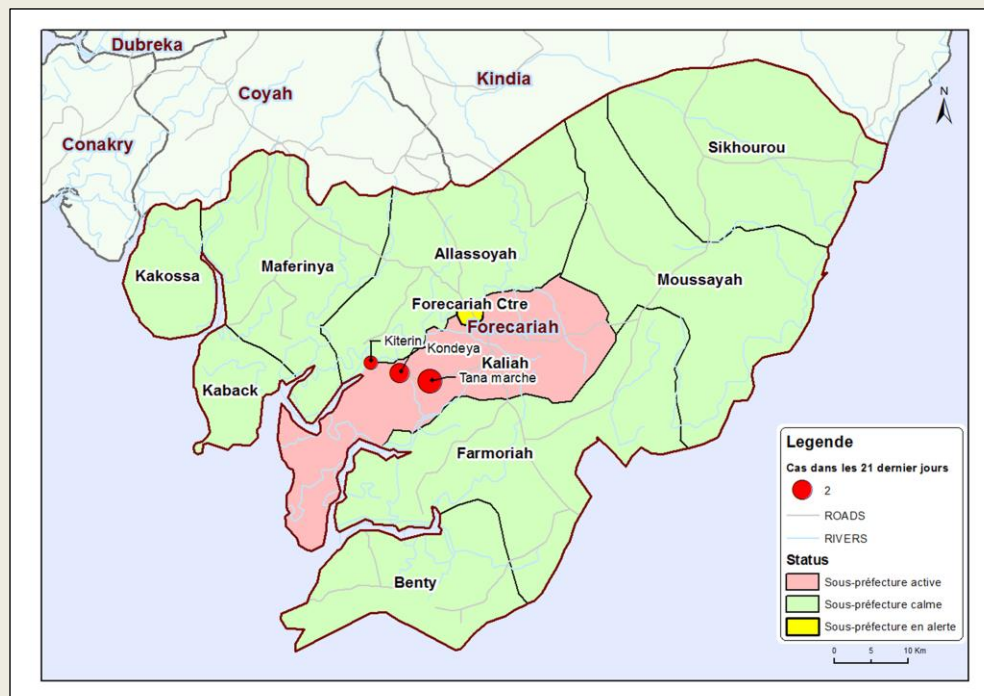 Dubreka
Kindia
Coyah
N
Conakry
Sikhourou
Allassoyah
Maferinya
Kakossa
Moussayah
Forecariah Ctre
Forecariah
Kiterin
Kondeya
Kaliah
Tana marche
Kaback
Farmoriah
Benty
Legende
Cas dans les 21 dernier jours
2
ROADS
RIVERS
Status
Sous-préfecture active
Sous-préfecture calme
Sous-préfecture en alerte
0 5 10 Km